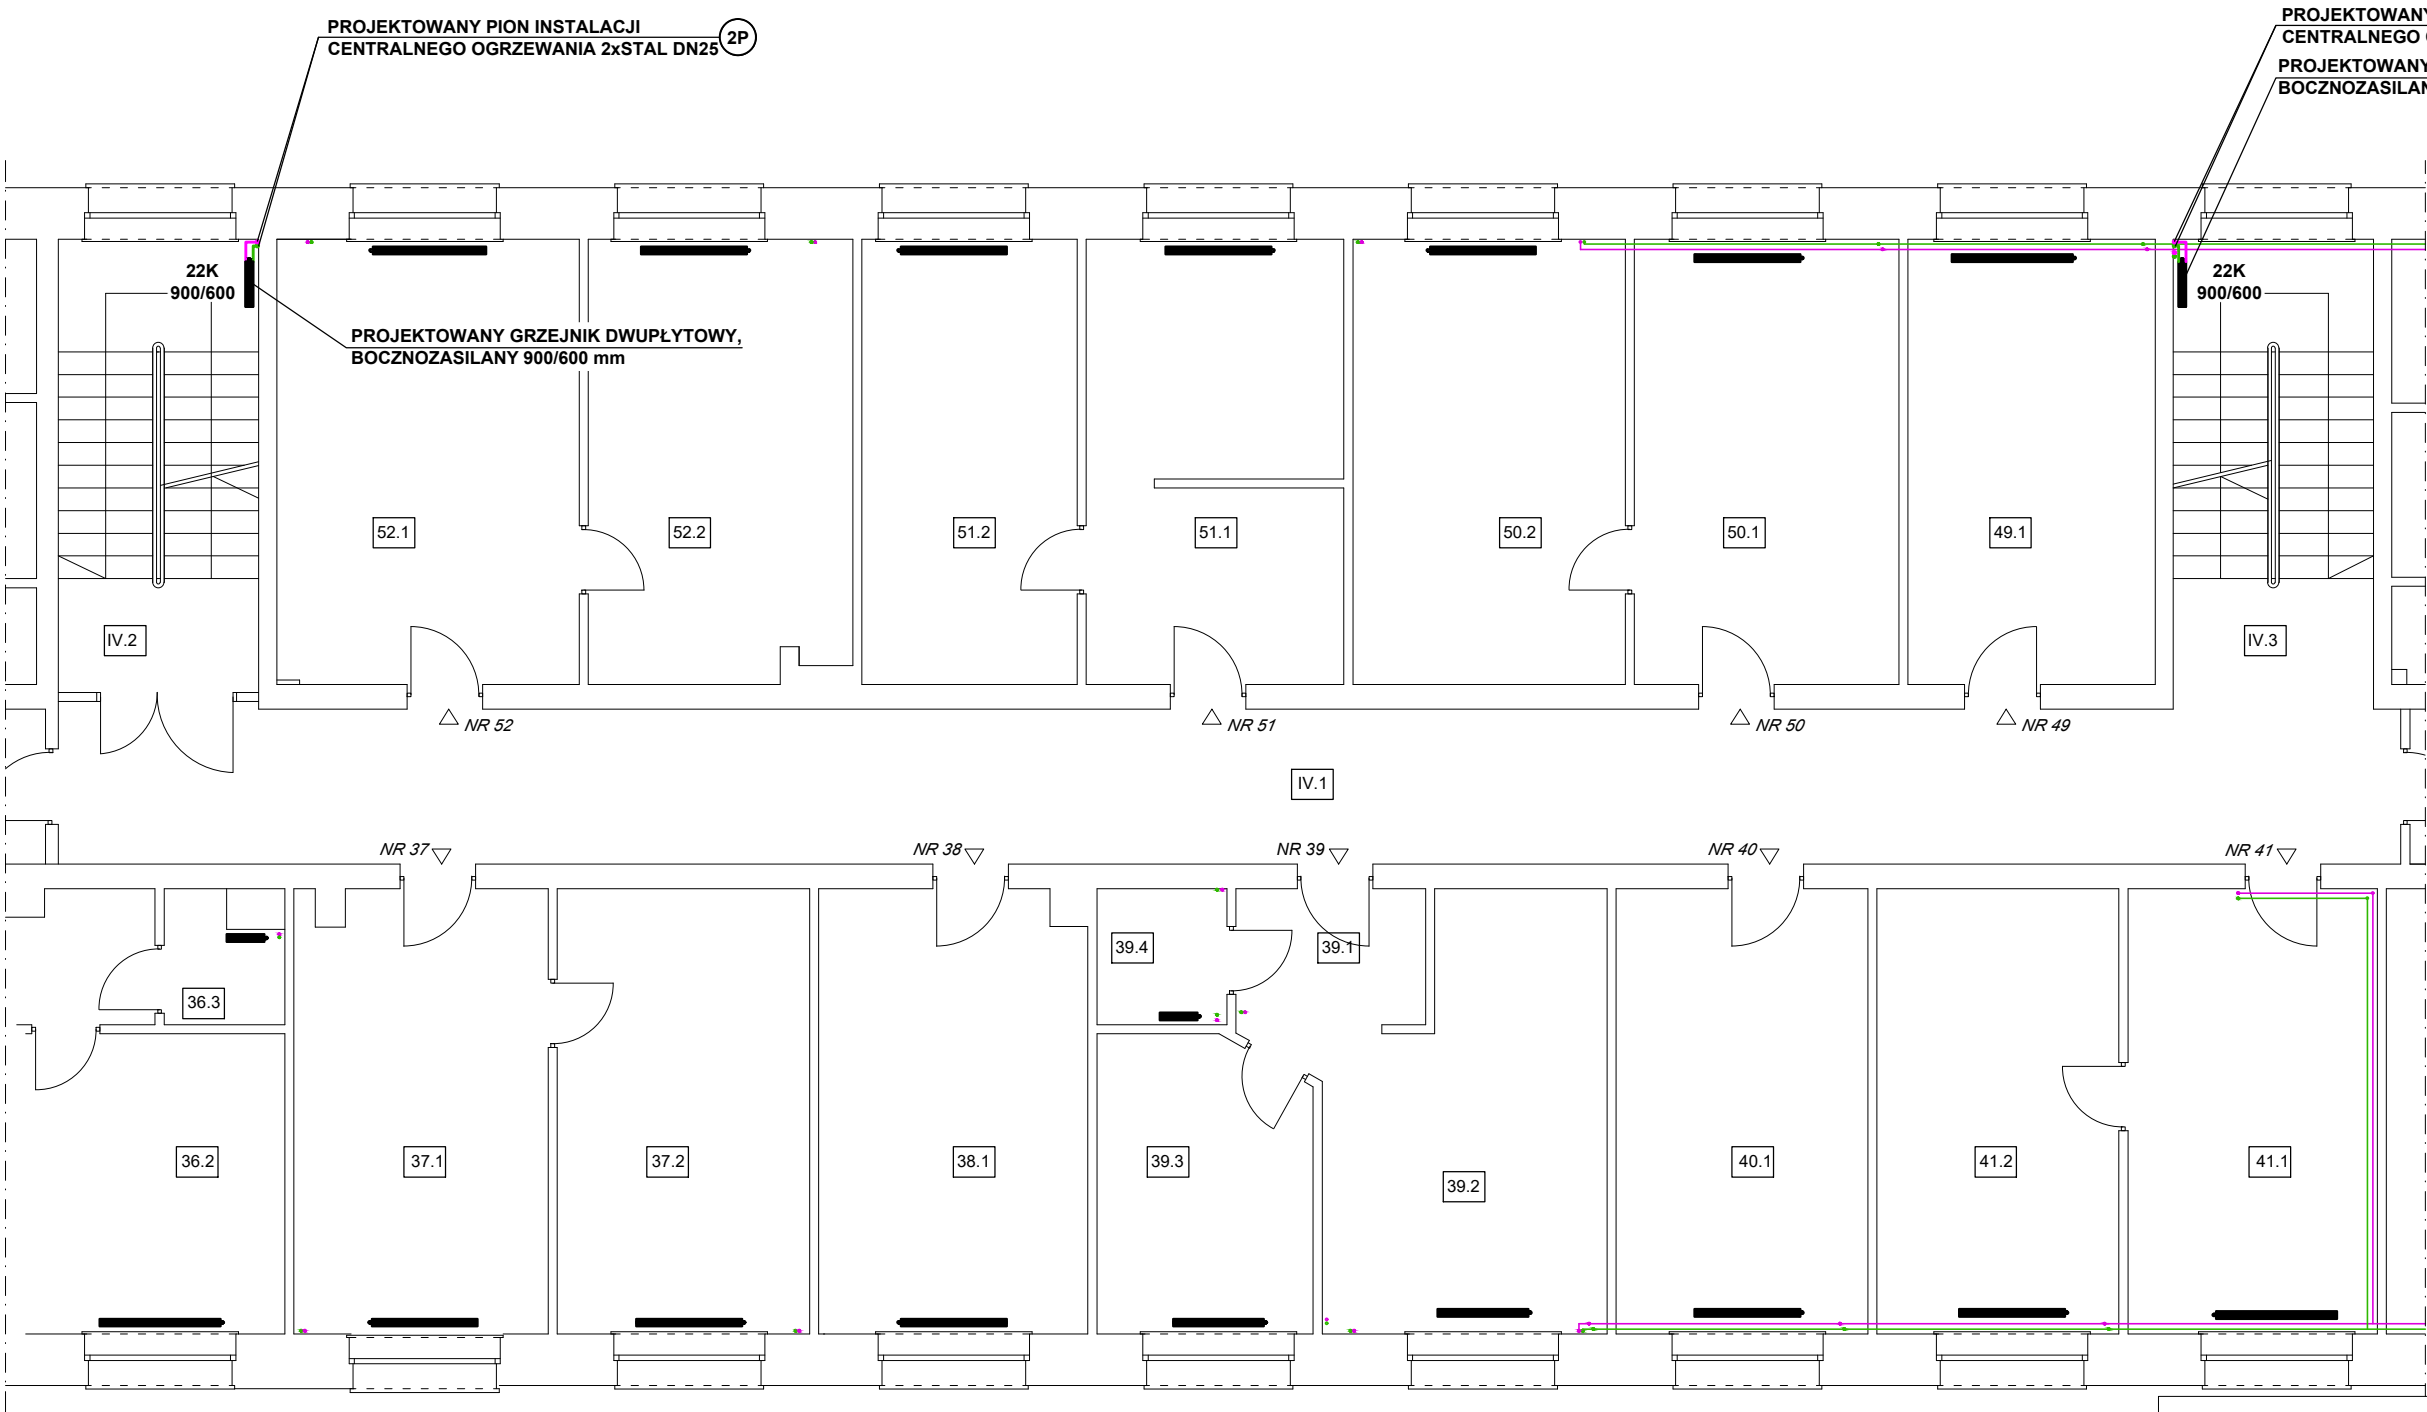 PROJEKTOWANY PION INSTALACJI
CENTRALNEGO OGRZEWANIA 2xSTAL DN25
2P
PROJEKTOWANY
CENTRALNEGO
PROJEKTOWANY
22K
900/600
22K
900/600
PROJEKTOWANY GRZEJNIK DWUPŁYTOWY,
BOCZNOZASILANY 900/600 mm
52.1
52.2
51.2
51.1
50.2
50.1
49.1
IV.2
IV.3
NR 52
NR 51
NR 50
NR 49
IV.1
NR 37
NR 38
NR 39
NR 40
NR 41
39.4
39.1
36.3
36.2
37.1
37.2
38.1
39.3
39.2
40.1
41.2
41.1